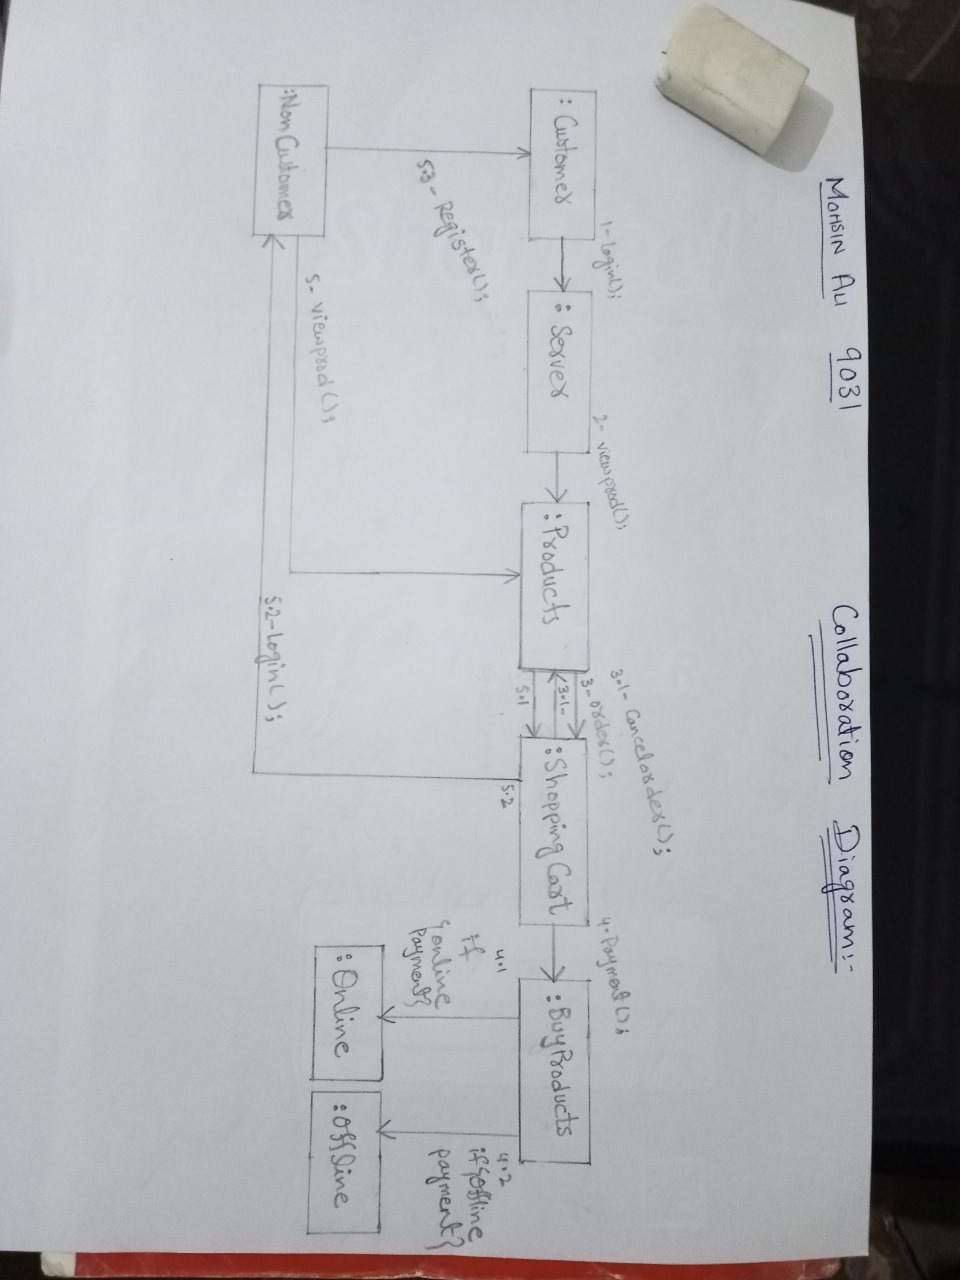 MOHSIN ALI 9031
Collaboration Diagram:-
3.1- Cancelorder();
1- login();
2- viewprod();
3- order();
4- Payment();
: Customer
: Server
: Products
3.1-
5.1
: Shopping Cart
: BuyProducts
5.2
4.1
if
{online
Payment}
4.2
if{offline
payment}
5.3- Register();
: Online
: offline
5- viewprod();
:Non Customer
5.2- Login();